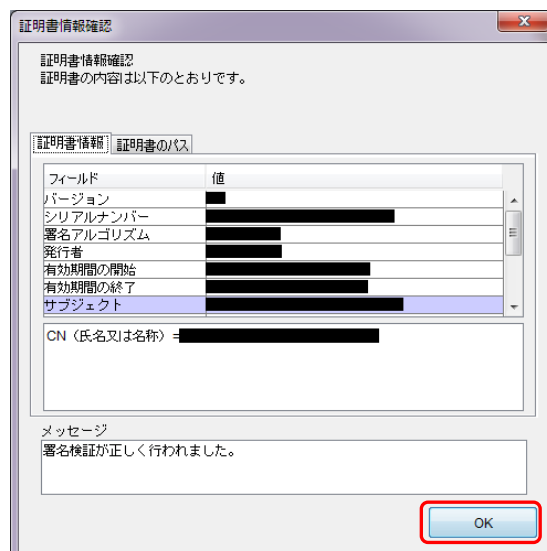 証明書情報確認
証明書情報確認
証明書の内容は以下のとおりです。
証明書情報 証明書のパス
フィールド 値
バージョン
シリアルナンバー
署名アルゴリズム
発行者
有効期間の開始
有効期間の終了
サブジェクト
CN（氏名又は名称）=
メッセージ
署名検証が正しく行われました。
OK